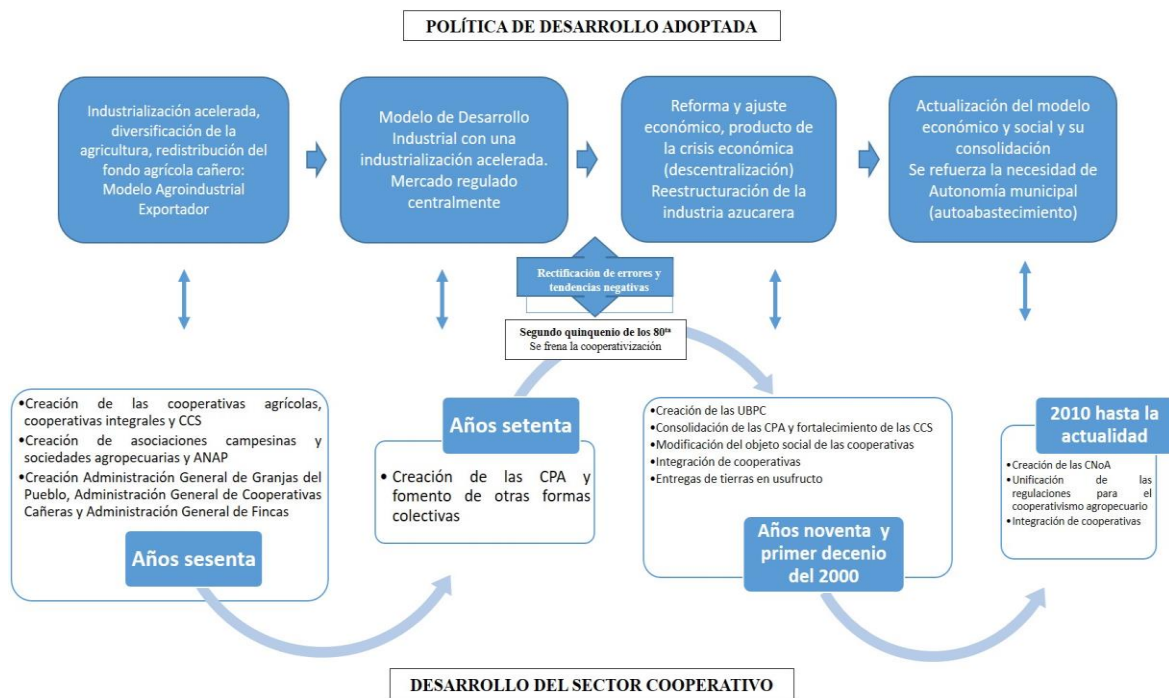 POLÍTICA DE DESARROLLO ADOPTADA
Industrialización acelerada,
diversificación de la
agricultura, redistribución del
fondo agrícola cañero:
Modelo Agroindustrial
Exportador
Modelo de Desarrollo
Industrial con una
industrialización acelerada.
Mercado regulado
centralmente
Reforma y ajuste
económico, producto de
la crisis económica
(descentralización)
Reestructuración de la
industria azucarera
Actualización del modelo
económico y social y su
consolidación
Se refuerza la necesidad de
Autonomía municipal
(autoabastecimiento)
Rectificación de errores y
tendencias negativas
Segundo quinquenio de los 80ᵗᵃ
Se frena la cooperativización
•Creación de las cooperativas agrícolas,
cooperativas integrales y CCS
•Creación de asociaciones campesinas y
sociedades agropecuarias y ANAP
•Creación Administración General de Granjas del
Pueblo, Administración General de Cooperativas
Cañeras y Administración General de Fincas
Años sesenta
Años setenta
• Creación de las CPA y
fomento de otras formas
colectivas
•Creación de las UBPC
•Consolidación de las CPA y fortalecimiento de las CCS
•Modificación del objeto social de las cooperativas
•Integración de cooperativas
•Entregas de tierras en usufructo
Años noventa y
primer decenio
del 2000
2010 hasta la
actualidad
•Creación de las CNoA
•Unificación de las
regulaciones para el
cooperativismo agropecuario
•Integración de cooperativas
DESARROLLO DEL SECTOR COOPERATIVO